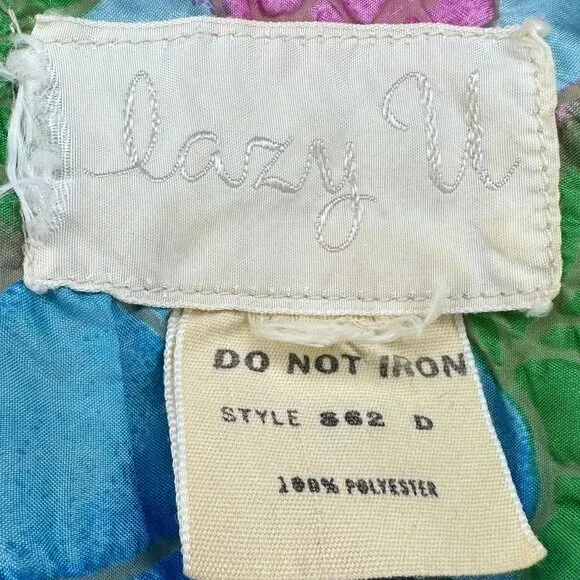 lazy U
DO NOT IRON
STYLE 862 D
100% POLYESTER